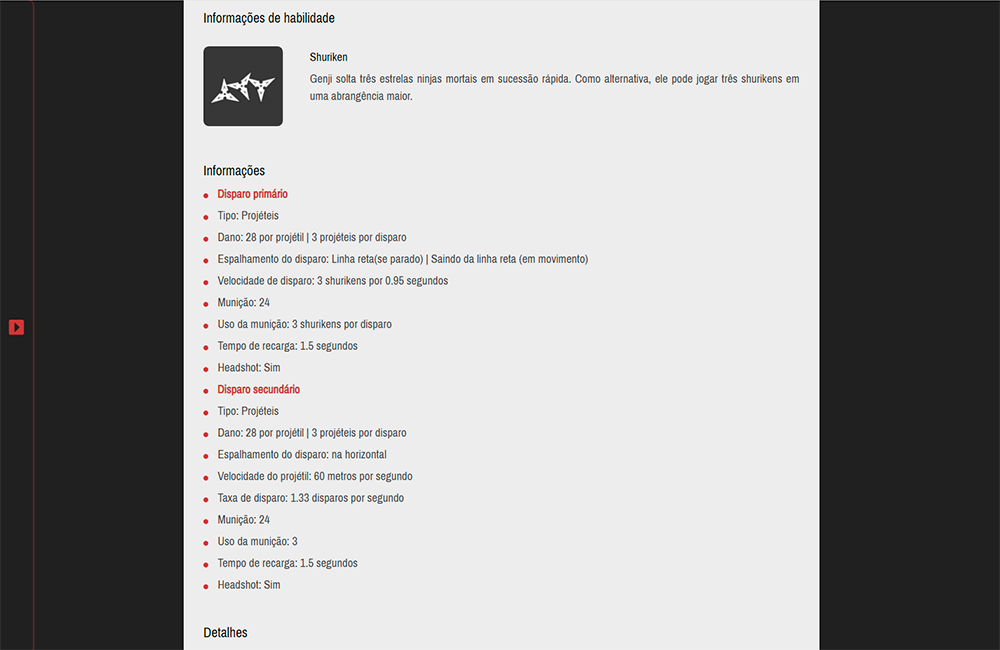 Informações de habilidade
Shuriken
Genji solta três estrelas ninjas mortais em sucessão rápida. Como alternativa, ele pode jogar três shurikens em
uma abrangência maior.
Informações
Disparo primário
Tipo: Projéteis
Dano: 28 por projétil | 3 projéteis por disparo
Espalhamento do disparo: Linha reta(se parado) | Saindo da linha reta (em movimento)
Velocidade de disparo: 3 shurikens por 0.95 segundos
Munição: 24
Uso da munição: 3 shurikens por disparo
Tempo de recarga: 1.5 segundos
Headshot: Sim
Disparo secundário
Tipo: Projéteis
Dano: 28 por projétil | 3 projéteis por disparo
Espalhamento do disparo: na horizontal
Velocidade do projétil: 60 metros por segundo
Taxa de disparo: 1.33 disparos por segundo
Munição: 24
Uso da munição: 3
Tempo de recarga: 1.5 segundos
Headshot: Sim
Detalhes